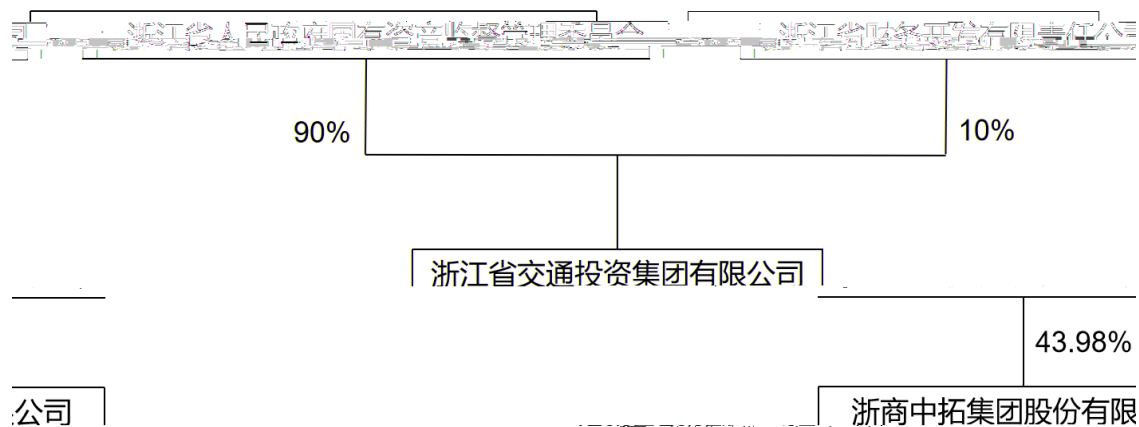 浙江省人民政府国有资产监督管理委员会
浙江省财务开发有限责任公司
90%
10%
浙江省交通投资集团有限公司
43.98%
公司
浙商中拓集团股份有限